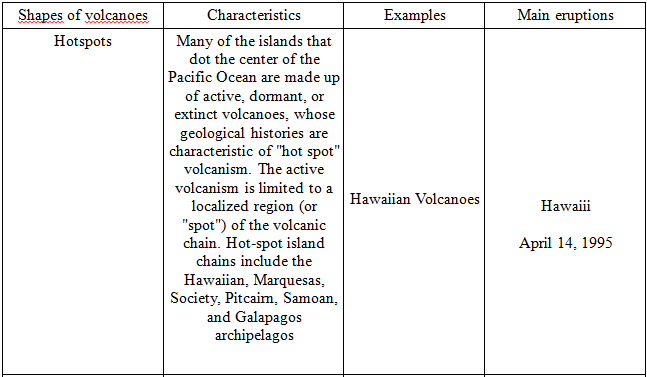 Shapes of volcanoes Characteristics Examples Main eruptions
Hotspots
Many of the islands that
dot the center of the
Pacific Ocean are made up
of active, dormant, or
extinct volcanoes, whose
geological histories are
characteristic of "hot spot"
volcanism. The active
volcanism is limited to a
localized region (or
"spot") of the volcanic
chain. Hot-spot island
chains include the
Hawaiian, Marquesas,
Society, Pitcairn, Samoan,
and Galapagos
archipelagos
Hawaiian Volcanoes
Hawaiii
April 14, 1995